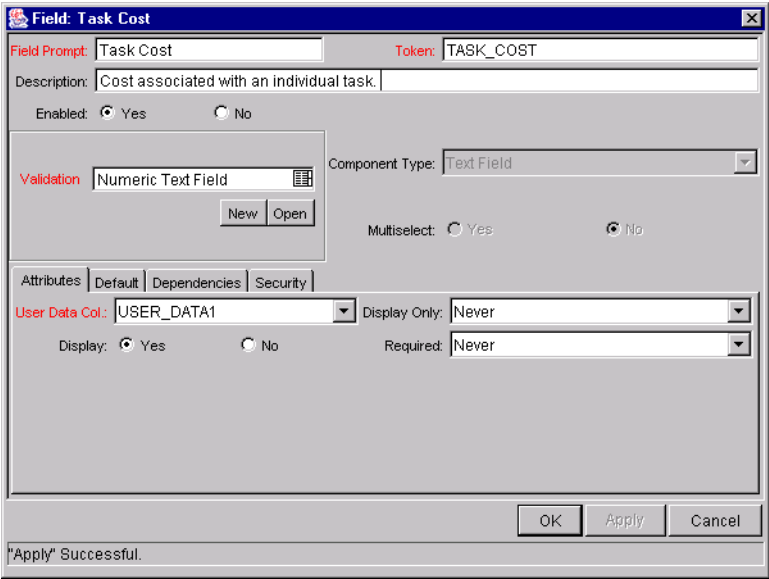 Field: Task Cost
Field Prompt: Task Cost Token: TASK_COST
Description: Cost associated with an individual task.
Enabled: Yes No
Validation Numeric Text Field Component Type: Text Field
New Open
Multiselect: Yes No
Attributes Default Dependencies Security
User Data Col.: USER_DATA1 Display Only: Never
Display: Yes No Required: Never
OK Apply Cancel
"Apply" Successful.